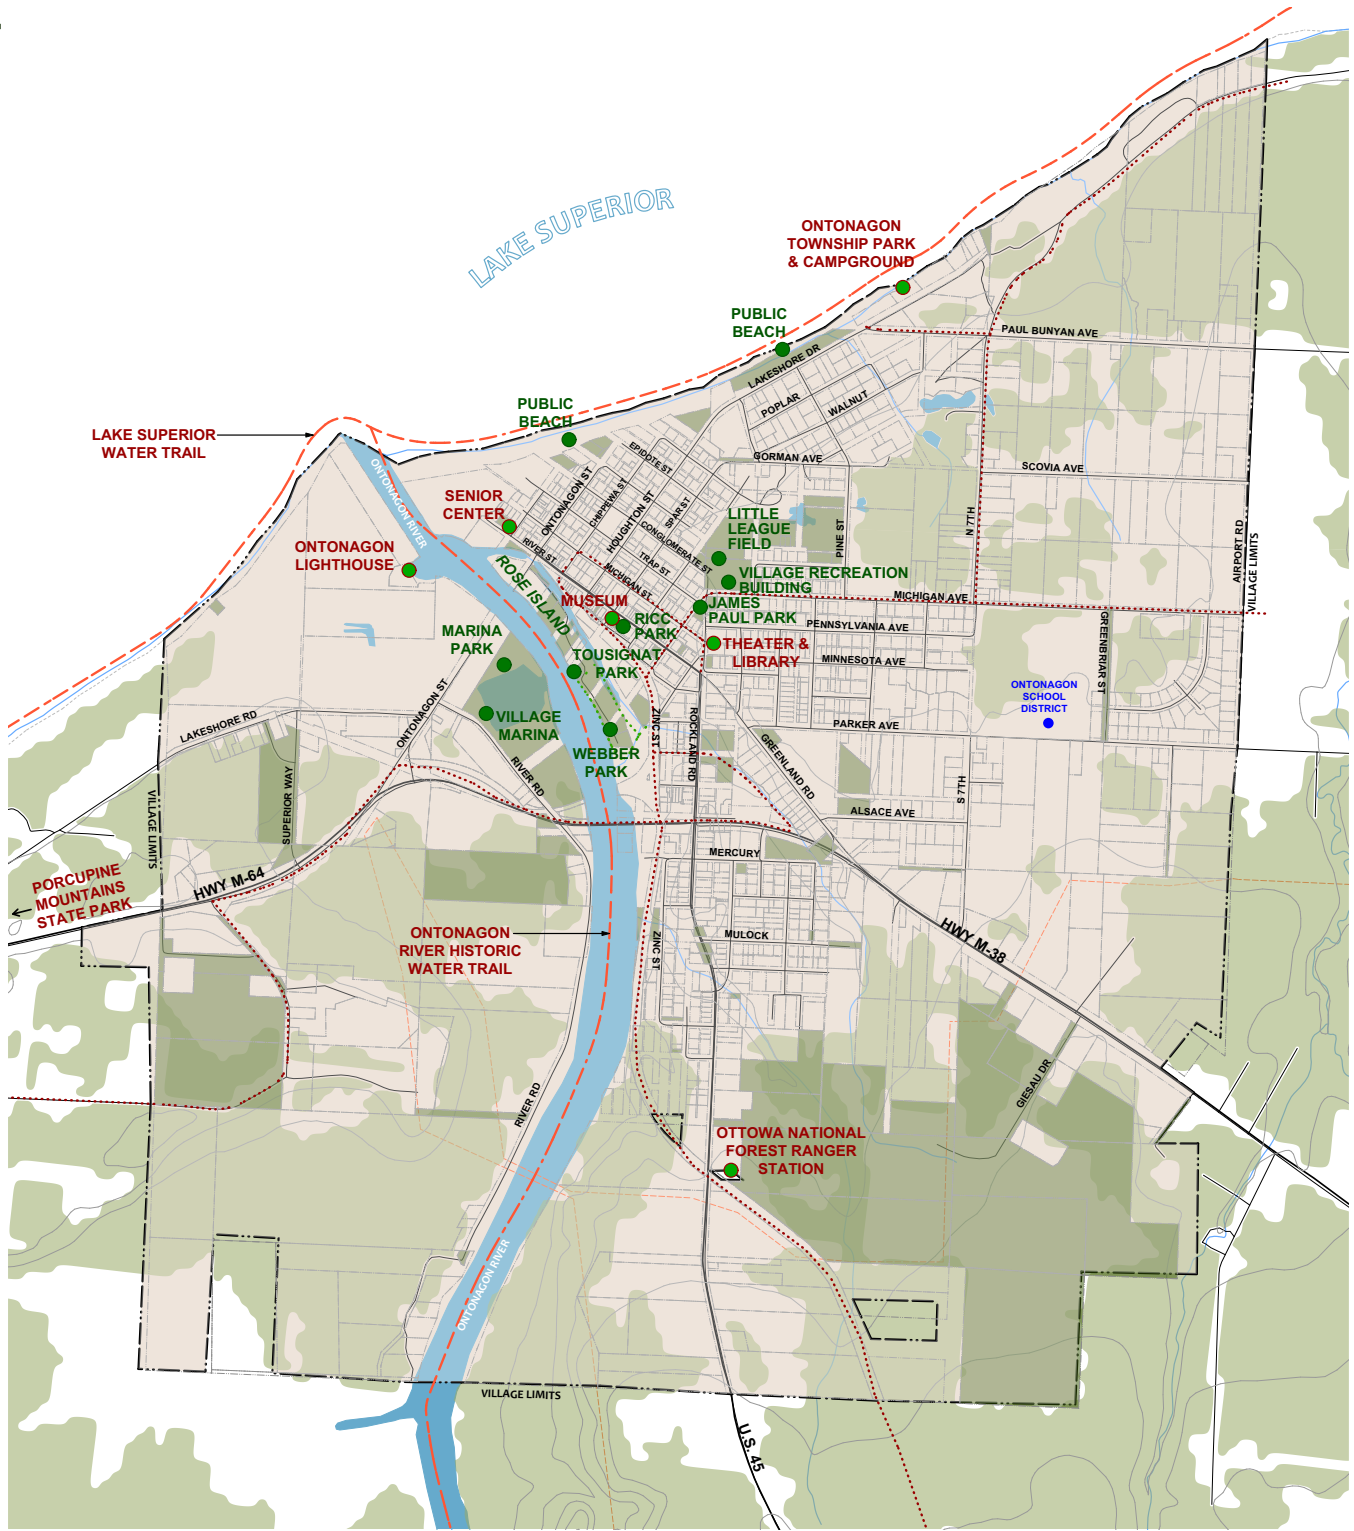 LAKE SUPERIOR
ONTONAGON
TOWNSHIP PARK
& CAMPGROUND
PUBLIC
BEACH
PAUL BUNYAN AVE
LAKESHORE DR
POPLAR
WALNUT
PUBLIC
BEACH
LAKE SUPERIOR
WATER TRAIL
EPIDOTE ST
GORMAN AVE
SCOVIA AVE
ONTONAGON RIVER
ONTONAGON ST
CHIPPEWA ST
HOUGHTON ST
SPAR ST
SENIOR
CENTER
LITTLE
LEAGUE
FIELD
CONGLOMERATE ST
PINE ST
N 7TH
AIRPORT RD
VILLAGE LIMITS
RIVER ST
TRAP ST
MICHIGAN ST
ONTONAGON
LIGHTHOUSE
ROSE ISLAND
VILLAGE RECREATION
BUILDING
MICHIGAN AVE
MUSEUM
JAMES
PAUL PARK
RICC
PARK
PENNSYLVANIA AVE
GREENBRIAR ST
MARINA
PARK
THEATER &
LIBRARY
TOUSIGNAT
PARK
MINNESOTA AVE
ONTONAGON
SCHOOL
DISTRICT
LAKESHORE RD
ONTONAGON ST
VILLAGE
MARINA
ZINC ST
ROCKLAND RD
PARKER AVE
WEBBER
PARK
GREENLAND RD
RIVER RD
S 7TH
VILLAGE LIMITS
SUPERIOR WAY
ALSACE AVE
MERCURY
PORCUPINE
MOUNTAINS
STATE PARK
HWY M-64
ONTONAGON
RIVER HISTORIC
WATER TRAIL
ZINC ST
MULOCK
HWY M-38
RIVER RD
GIESAU DR
OTTOWA NATIONAL
FOREST RANGER
STATION
ONTONAGON RIVER
VILLAGE LIMITS
U.S. 45